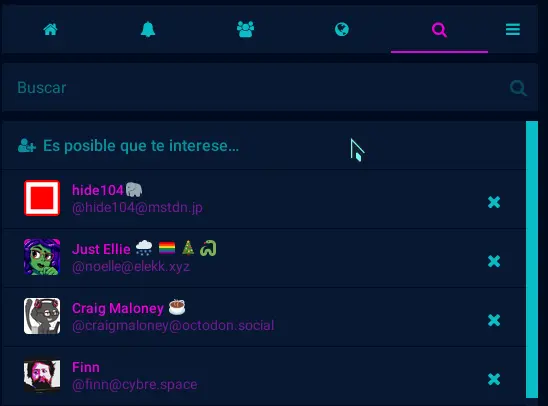 Buscar
Es posible que te interese...
hide104🐘
@hide104@mstdn.jp
Just Ellie 🌨️ 🏳️‍🌈 🎄 🐍
@noelle@elekk.xyz
Craig Maloney ☕
@craigmaloney@octodon.social
Finn
@finn@cybre.space